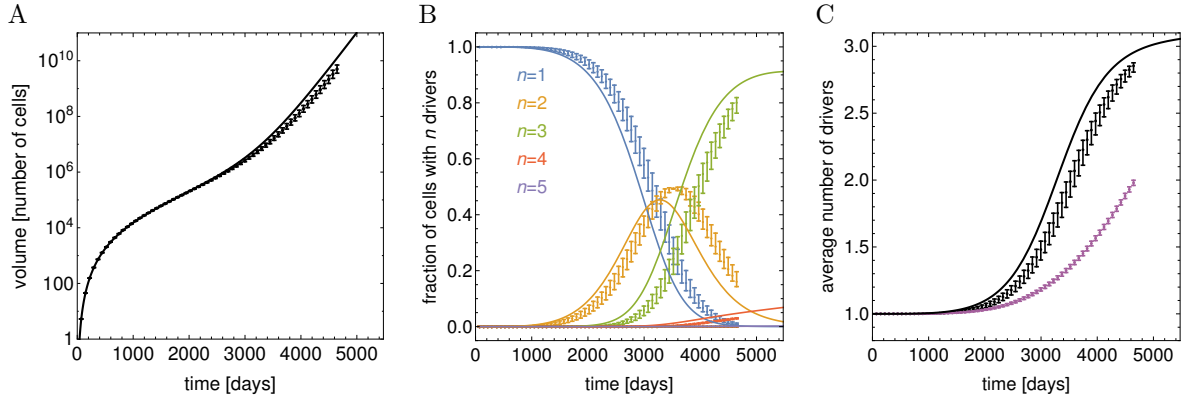 A
volume [number of cells]
10^10
10^8
10^6
10^4
100
1
0 1000 2000 3000 4000 5000
time [days]
B
fraction of cells with n drivers
1.0
0.8
0.6
0.4
0.2
0.0
n=1
n=2
n=3
n=4
n=5
0 1000 2000 3000 4000 5000
time [days]
C
average number of drivers
3.0
2.5
2.0
1.5
1.0
0 1000 2000 3000 4000 5000
time [days]